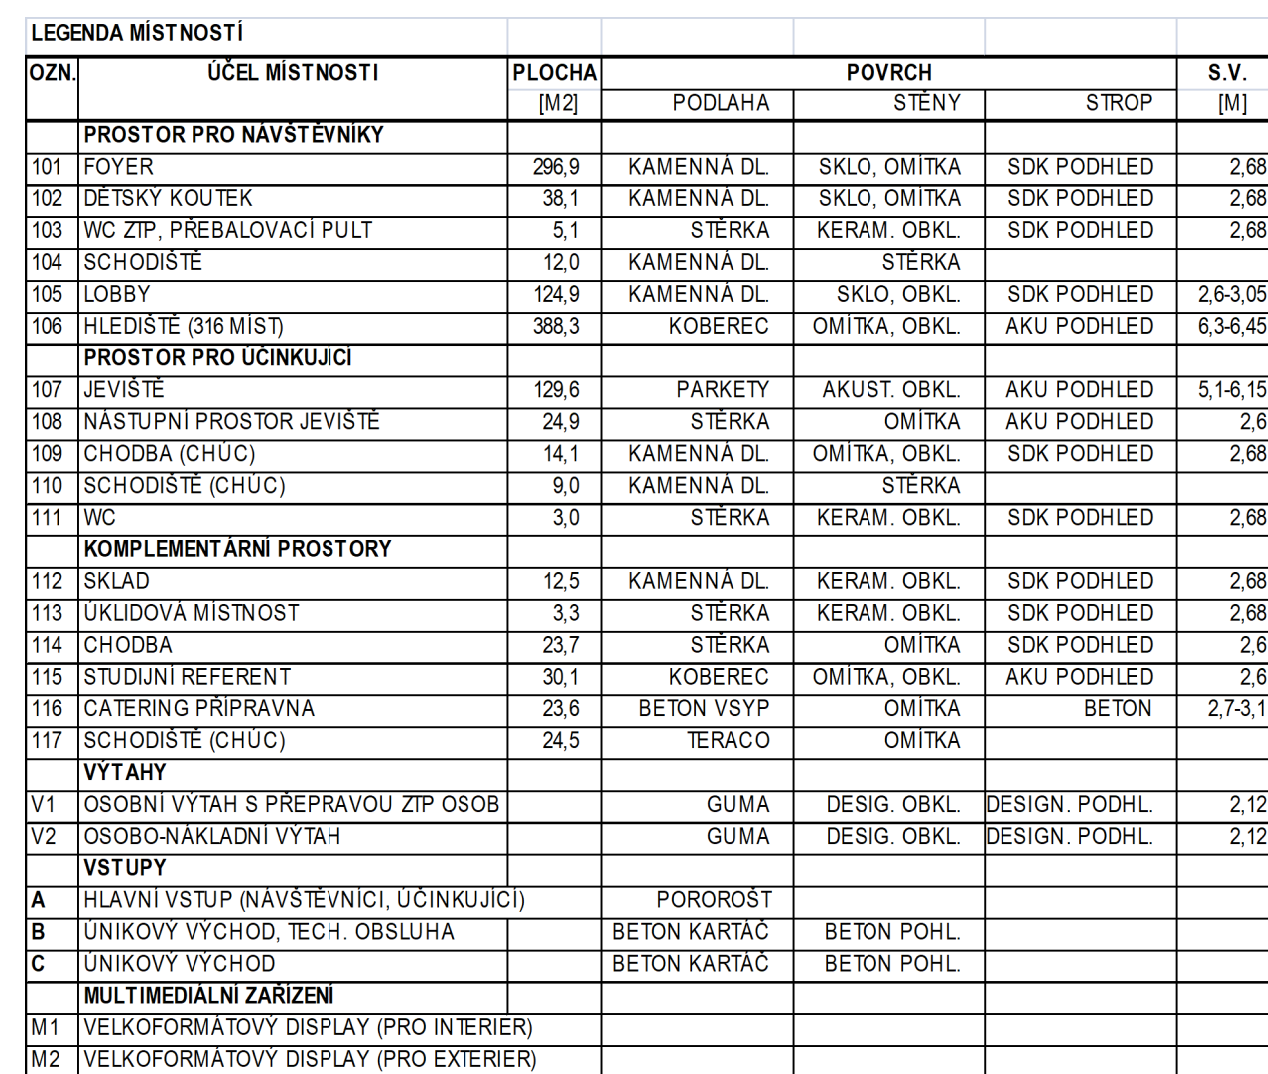 LEGENDA MÍSTNOSTÍ
OZN. ÚČEL MÍSTNOSTI PLOCHA POVRCH S.V.
[M2] PODLAHA STĚNY STROP [M]
PROSTOR PRO NÁVŠTĚVNÍKY
101 FOYER 296,9 KAMENNÁ DL. SKLO, OMÍTKA SDK PODHLED 2,68
102 DĚTSKÝ KOUTEK 38,1 KAMENNÁ DL. SKLO, OMÍTKA SDK PODHLED 2,68
103 WC ZTP, PŘEBALOVACÍ PULT 5,1 STĚRKA KERAM. OBKL. SDK PODHLED 2,68
104 SCHODIŠTĚ 12,0 KAMENNÁ DL. STĚRKA
105 LOBBY 124,9 KAMENNÁ DL. SKLO, OBKL. SDK PODHLED 2,6-3,05
106 HLEDIŠTĚ (316 MÍST) 388,3 KOBEREC OMÍTKA, OBKL. AKU PODHLED 6,3-6,45
PROSTOR PRO ÚČINKUJÍCÍ
107 JEVIŠTĚ 129,6 PARKETY AKUST. OBKL. AKU PODHLED 5,1-6,15
108 NÁSTUPNÍ PROSTOR JEVIŠTĚ 24,9 STĚRKA OMÍTKA AKU PODHLED 2,6
109 CHODBA (CHÚC) 14,1 KAMENNÁ DL. OMÍTKA, OBKL. SDK PODHLED 2,68
110 SCHODIŠTĚ (CHÚC) 9,0 KAMENNÁ DL. STĚRKA
111 WC 3,0 STĚRKA KERAM. OBKL. SDK PODHLED 2,68
KOMPLEMENTÁRNÍ PROSTORY
112 SKLAD 12,5 KAMENNÁ DL. KERAM. OBKL. SDK PODHLED 2,68
113 ÚKLIDOVÁ MÍSTNOST 3,3 STĚRKA KERAM. OBKL. SDK PODHLED 2,68
114 CHODBA 23,7 STĚRKA OMÍTKA SDK PODHLED 2,6
115 STUDIJNÍ REFERENT 30,1 KOBEREC OMÍTKA, OBKL. AKU PODHLED 2,6
116 CATERING PŘÍPRAVNA 23,6 BETON VSYP OMÍTKA BETON 2,7-3,1
117 SCHODIŠTĚ (CHÚC) 24,5 TERACO OMÍTKA
VÝTAHY
V1 OSOBNÍ VÝTAH S PŘEPRAVOU ZTP OSOB GUMA DESIG. OBKL. DESIGN. PODHL. 2,12
V2 OSOBO-NÁKLADNÍ VÝTAH GUMA DESIG. OBKL. DESIGN. PODHL. 2,12
VSTUPY
A HLAVNÍ VSTUP (NÁVŠTĚVNÍCI, ÚČINKUJÍCÍ) POROROŠT
B ÚNIKOVÝ VÝCHOD, TECH. OBSLUHA BETON KARTÁČ BETON POHL.
C ÚNIKOVÝ VÝCHOD BETON KARTÁČ BETON POHL.
MULTIMEDIÁLNÍ ZAŘÍZENÍ
M1 VELKOFORMÁTOVÝ DISPLAY (PRO INTERIER)
M2 VELKOFORMÁTOVÝ DISPLAY (PRO EXTERIER)